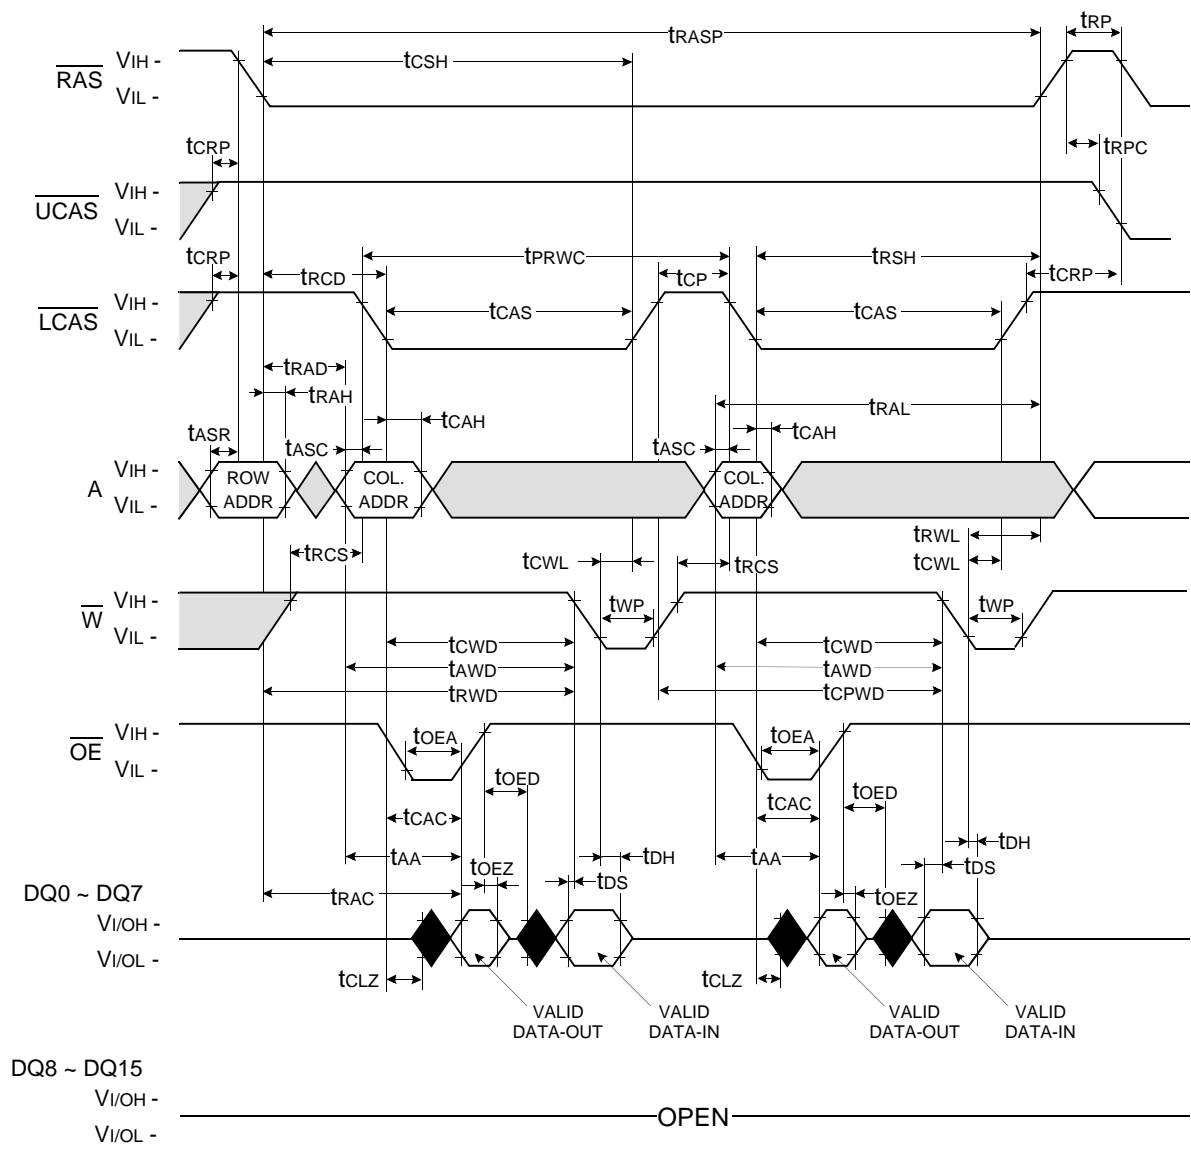 tRASP
tRP
tCSH
RAS
VIH -
VIL -
tCRP
tRPC
UCAS
VIH -
VIL -
tCRP
tRCD
tPRWC
tCP
tRSH
tCRP
LCAS
VIH -
VIL -
tCAS
tCAS
tRAD
tRAH
tCAH
tRAL
tCAH
tASR
tASC
tASC
A
VIH -
VIL -
ROW
ADDR
COL.
ADDR
COL.
ADDR
tRCS
tCWL
tRCS
tRWL
tCWL
W
VIH -
VIL -
tWP
tWP
tCWD
tCWD
tAWD
tAWD
tRWD
tCPWD
OE
VIH -
VIL -
tOEA
tOEA
tOED
tOED
tCAC
tCAC
tAA
tOEZ
tDH
tAA
tDH
tRAC
tDS
tOEZ
tDS
DQ0 ~ DQ7
VI/OH -
VI/OL -
tCLZ
tCLZ
VALID
DATA-OUT
VALID
DATA-IN
VALID
DATA-OUT
VALID
DATA-IN
DQ8 ~ DQ15
VI/OH -
VI/OL -
OPEN